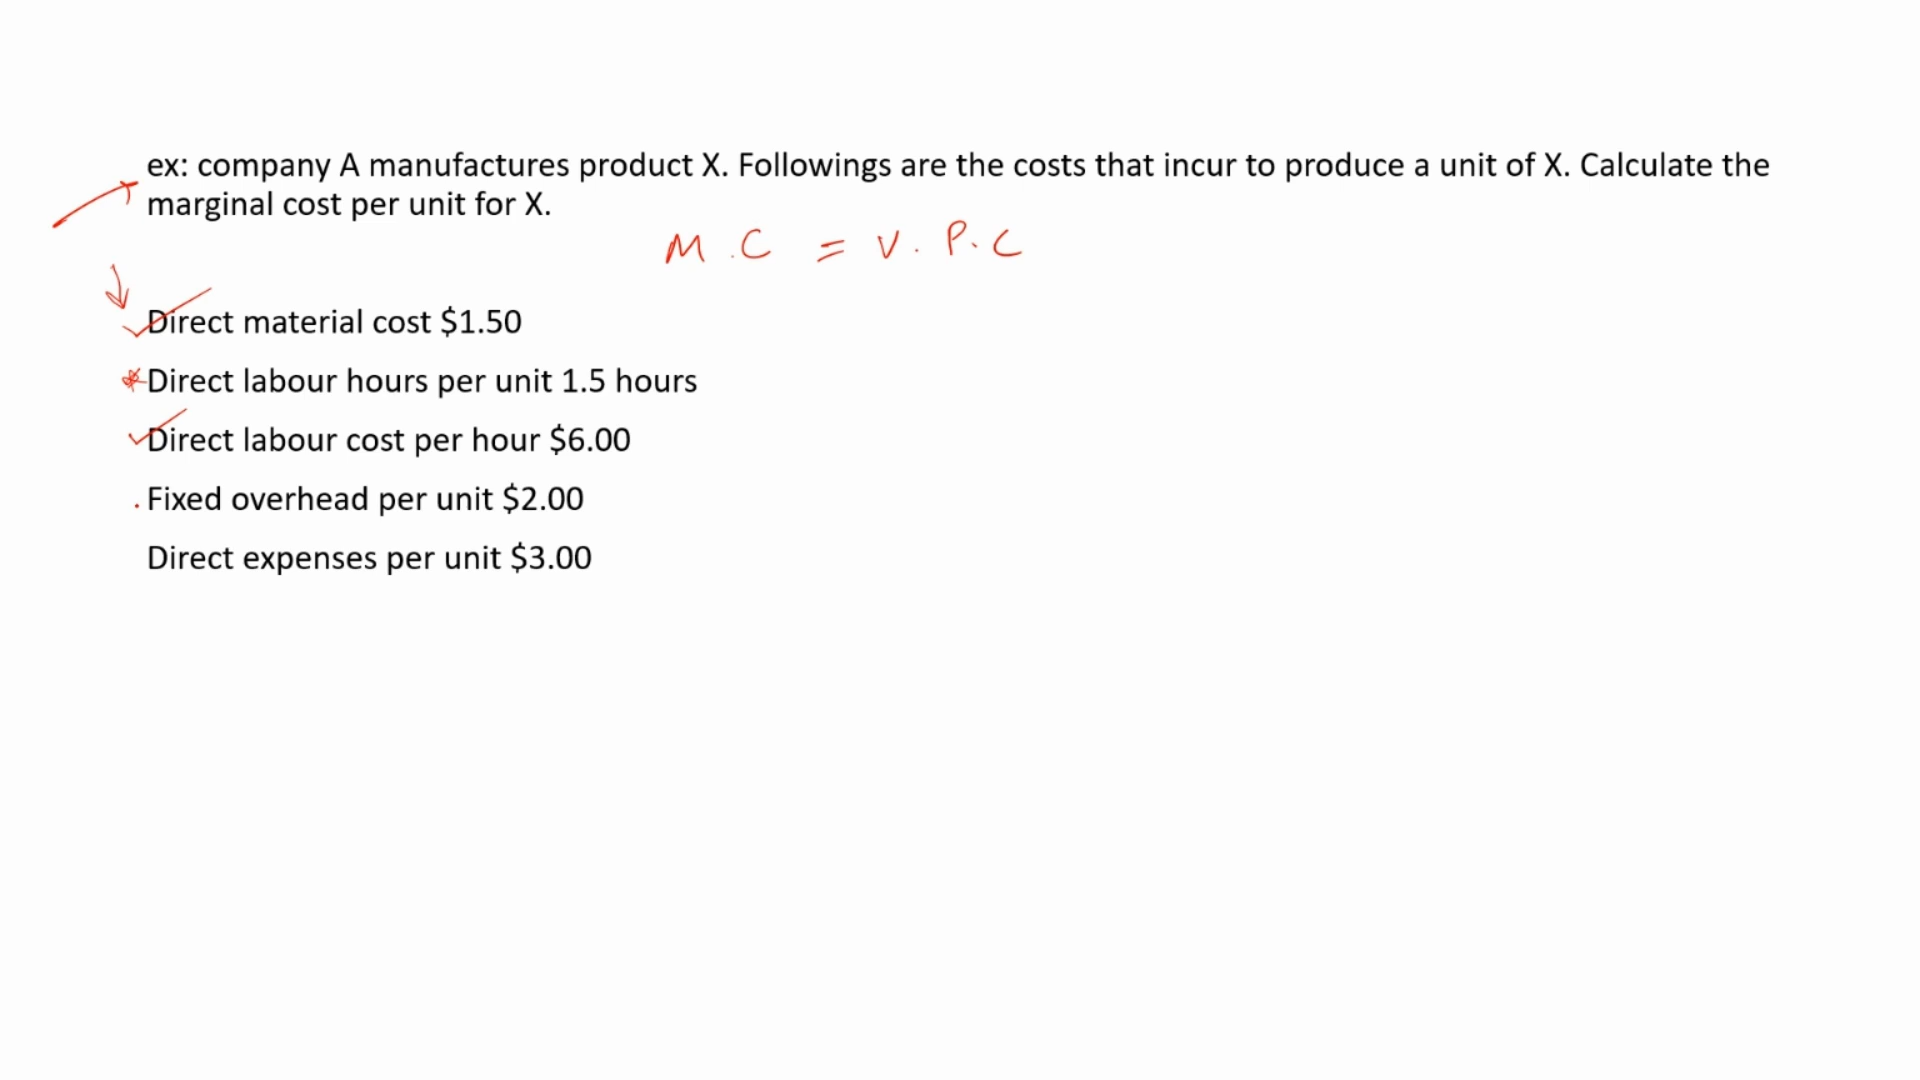 ex: company A manufactures product X. Followings are the costs that incur to produce a unit of X. Calculate the
marginal cost per unit for X.
M.C = V.P.C
Direct material cost $1.50
Direct labour hours per unit 1.5 hours
Direct labour cost per hour $6.00
Fixed overhead per unit $2.00
Direct expenses per unit $3.00